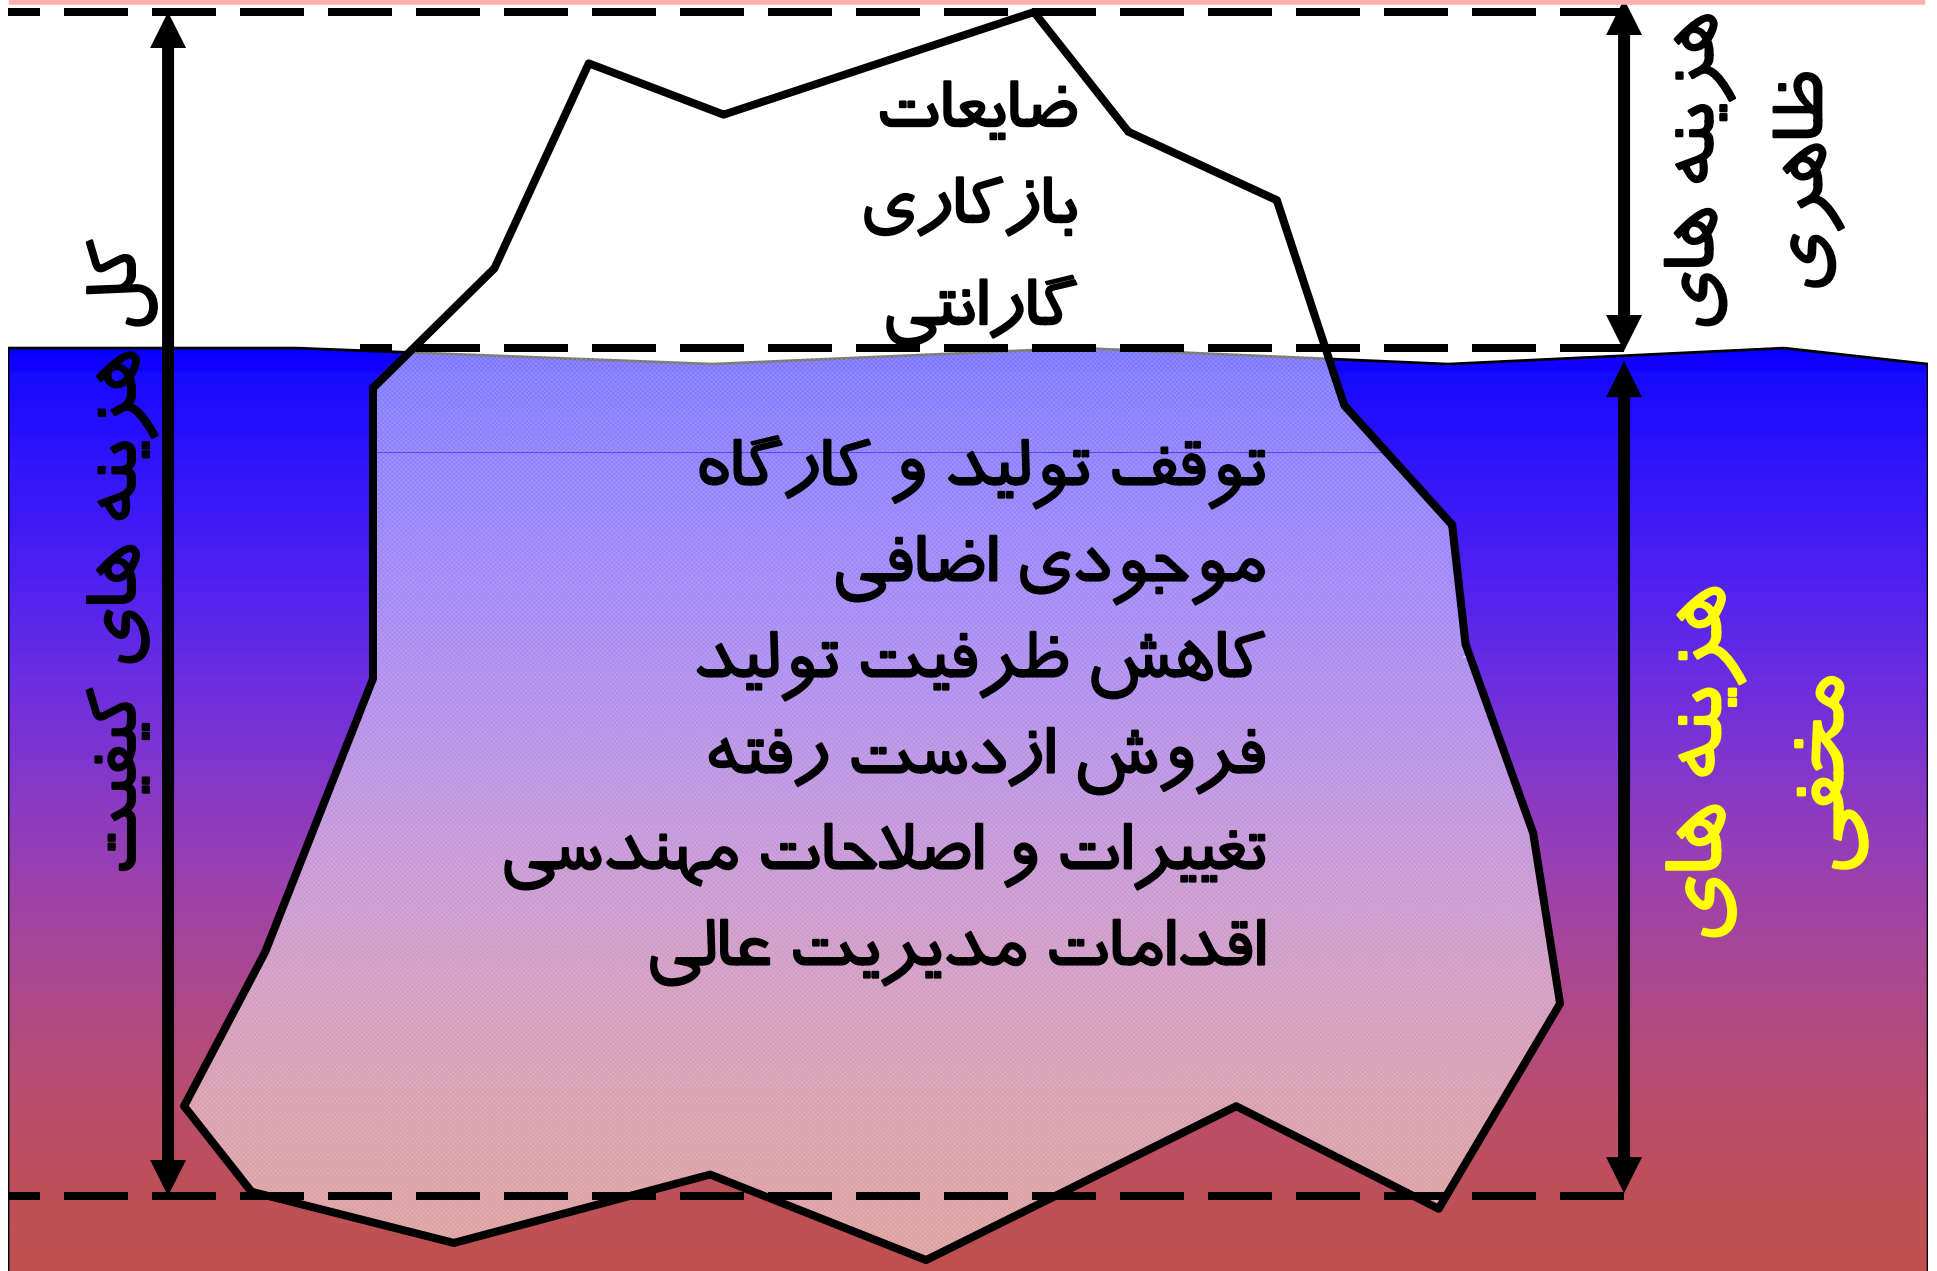 ضایعات
بازکاری
گارانتی
هزینه های
ظاهری
توقف تولید و کارگاه
موجودی اضافی
کاهش ظرفیت تولید
فروش ازدست رفته
تغییرات و اصلاحات مهندسی
اقدامات مدیریت عالی
هزینه های
مخفی
کل هزینه های کیفیت